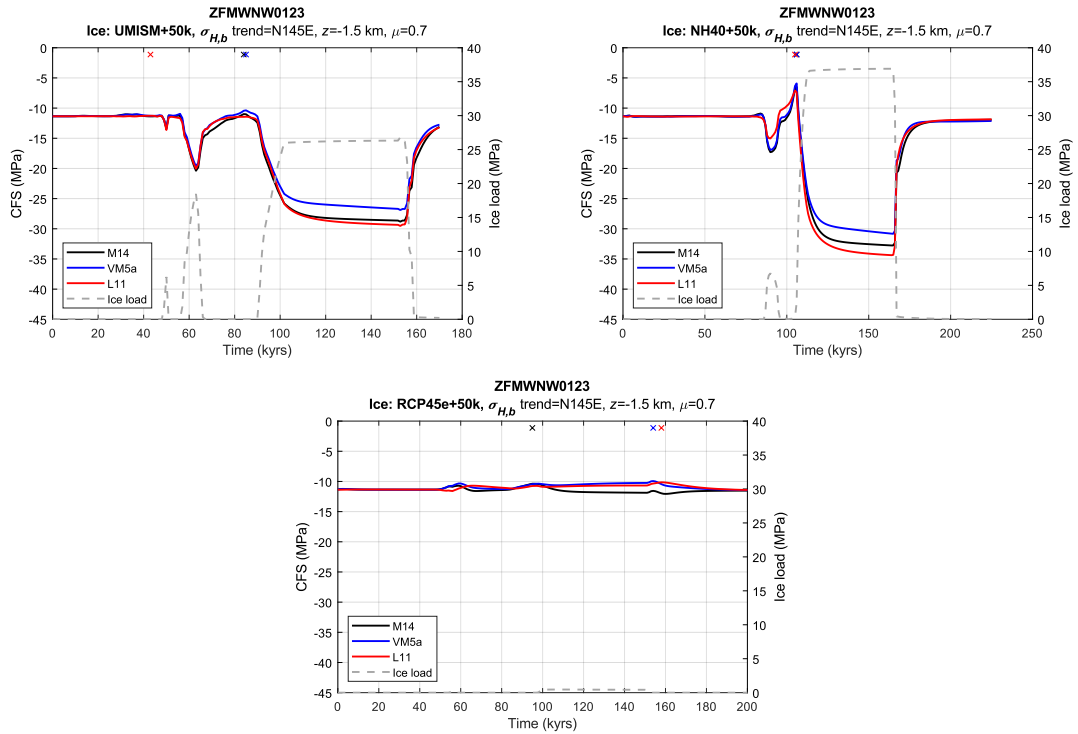 ZFMWNW0123
Ice: UMISM+50k, σH,b trend=N145E, z=-1.5 km, μ=0.7
0
-5
-10
-15
-20
-25
-30
-35
-40
-45
CFS (MPa)
40
35
30
25
20
15
10
5
0
Ice load (MPa)
M14
VM5a
L11
Ice load
0 20 40 60 80 100 120 140 160 180
Time (kyrs)
ZFMWNW0123
Ice: NH40+50k, σH,b trend=N145E, z=-1.5 km, μ=0.7
0
-5
-10
-15
-20
-25
-30
-35
-40
-45
CFS (MPa)
40
35
30
25
20
15
10
5
0
Ice load (MPa)
M14
VM5a
L11
Ice load
0 50 100 150 200 250
Time (kyrs)
ZFMWNW0123
Ice: RCP45e+50k, σH,b trend=N145E, z=-1.5 km, μ=0.7
0
-5
-10
-15
-20
-25
-30
-35
-40
-45
CFS (MPa)
40
35
30
25
20
15
10
5
0
Ice load (MPa)
M14
VM5a
L11
Ice load
0 20 40 60 80 100 120 140 160 180 200
Time (kyrs)